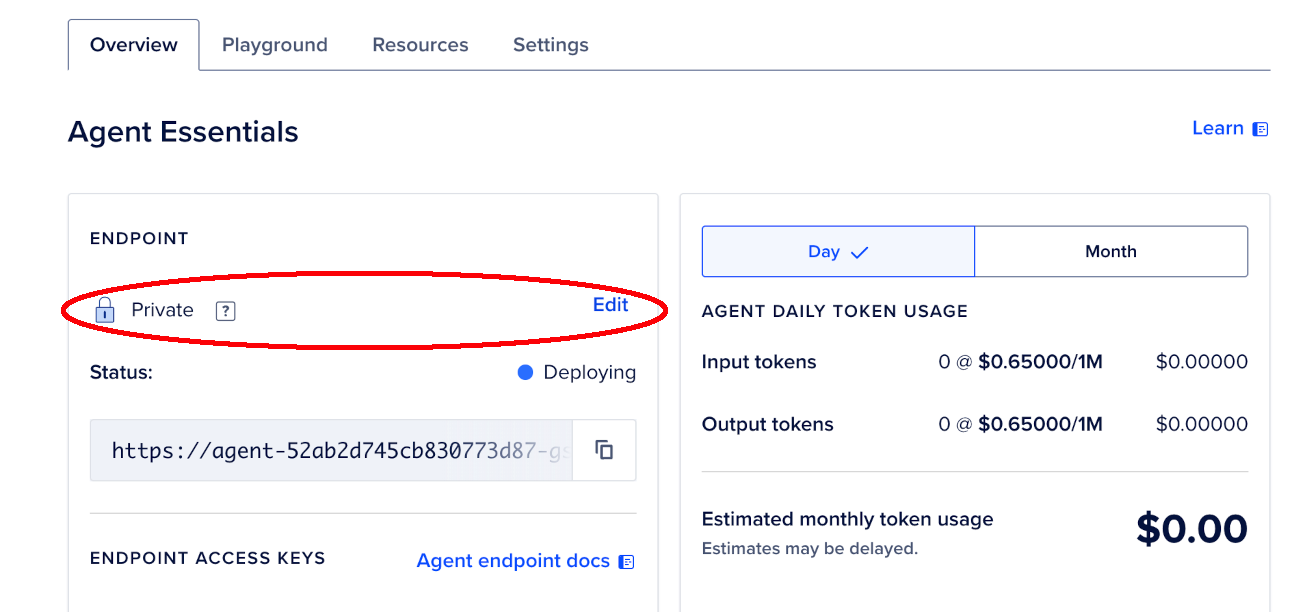 Overview Playground Resources Settings
Agent Essentials
Learn
ENDPOINT
Private ?
Edit
Status: Deploying
https://agent-52ab2d745cb830773d87-gs
ENDPOINT ACCESS KEYS
Agent endpoint docs
Day Month
AGENT DAILY TOKEN USAGE
Input tokens 0 @ $0.65000/1M $0.00000
Output tokens 0 @ $0.65000/1M $0.00000
Estimated monthly token usage $0.00
Estimates may be delayed.